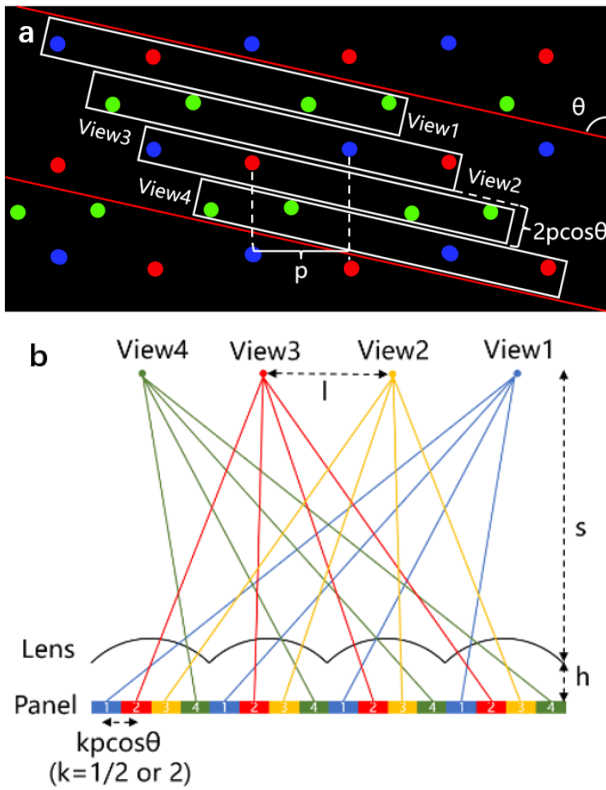 a
θ
View1
View3
View2
View4
2pcosθ
p
b
View4 View3 View2 View1
l
s
Lens
h
Panel 1 2 3 4 1 2 3 4 1 2 3 4 1 2 3 4
kpcosθ
(k=1/2 or 2)